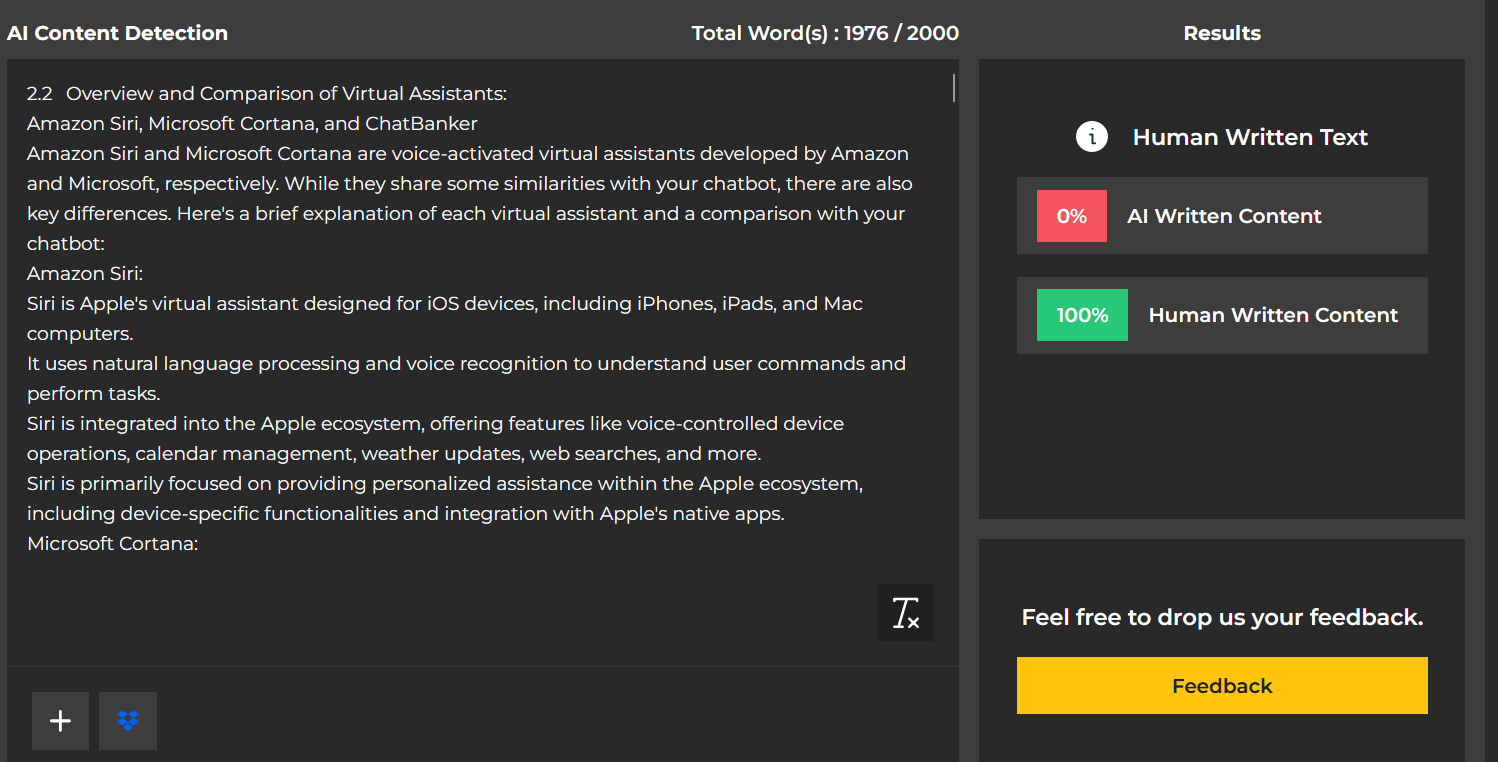 AI Content Detection
Total Word(s) : 1976 / 2000
2.2 Overview and Comparison of Virtual Assistants:
Amazon Siri, Microsoft Cortana, and ChatBanker
Amazon Siri and Microsoft Cortana are voice-activated virtual assistants developed by Amazon
and Microsoft, respectively. While they share some similarities with your chatbot, there are also
key differences. Here's a brief explanation of each virtual assistant and a comparison with your
chatbot:
Amazon Siri:
Siri is Apple's virtual assistant designed for iOS devices, including iPhones, iPads, and Mac
computers.
It uses natural language processing and voice recognition to understand user commands and
perform tasks.
Siri is integrated into the Apple ecosystem, offering features like voice-controlled device
operations, calendar management, weather updates, web searches, and more.
Siri is primarily focused on providing personalized assistance within the Apple ecosystem,
including device-specific functionalities and integration with Apple's native apps.
Microsoft Cortana:
Results
Human Written Text
0% AI Written Content
100% Human Written Content
Feel free to drop us your feedback.
Feedback